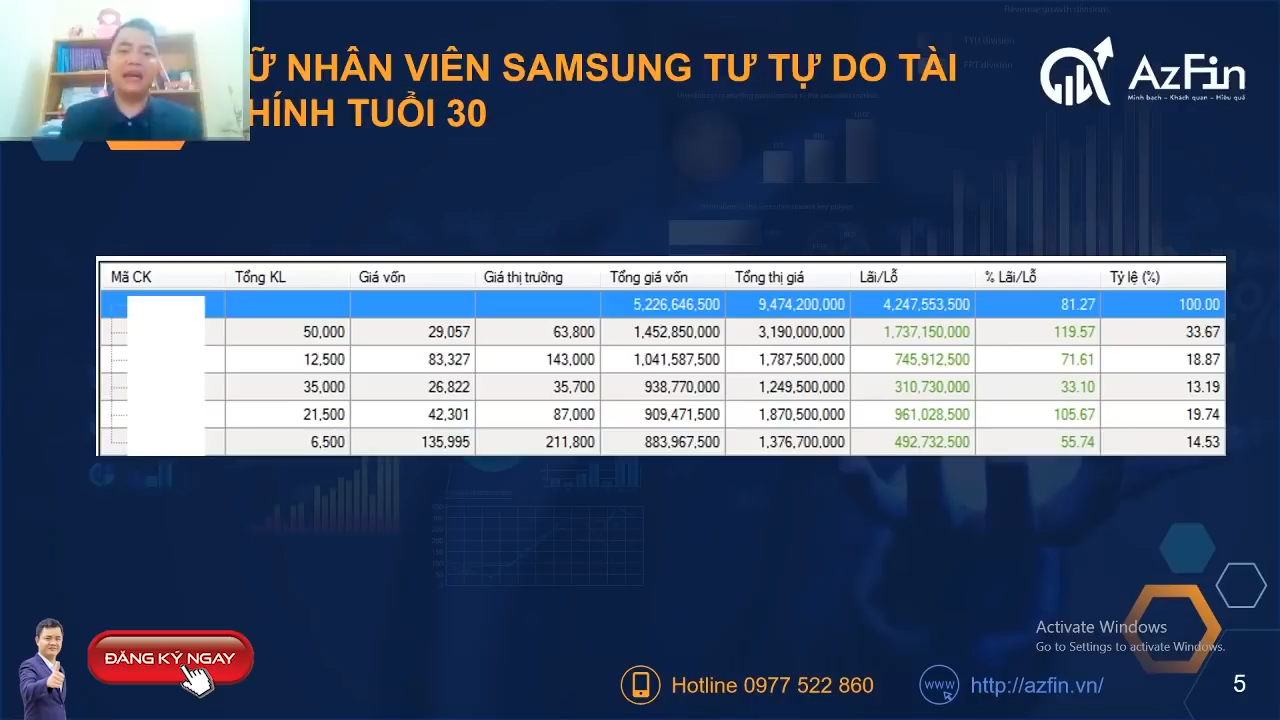 Ữ NHÂN VIÊN SAMSUNG TƯ TỰ DO TÀI
HÍNH TUỔI 30
AzFin
Minh bạch – Khách quan – Hiệu quả
Mã CK Tổng KL Giá vốn Giá thị trường Tổng giá vốn Tổng thị giá Lãi/Lỗ % Lãi/Lỗ Tỷ lệ (%)
5,226,646,500 9,474,200,000 4,247,553,500 81.27 100.00
50,000 29,057 63,800 1,452,850,000 3,190,000,000 1,737,150,000 119.57 33.67
12,500 83,327 143,000 1,041,587,500 1,787,500,000 745,912,500 71.61 18.87
35,000 26,822 35,700 938,770,000 1,249,500,000 310,730,000 33.10 13.19
21,500 42,301 87,000 909,471,500 1,870,500,000 961,028,500 105.67 19.74
6,500 135,995 211,800 883,967,500 1,376,700,000 492,732,500 55.74 14.53
Activate Windows
Go to Settings to activate Windows.
ĐĂNG KÝ NGAY
Hotline 0977 522 860
www
http://azfin.vn/
5